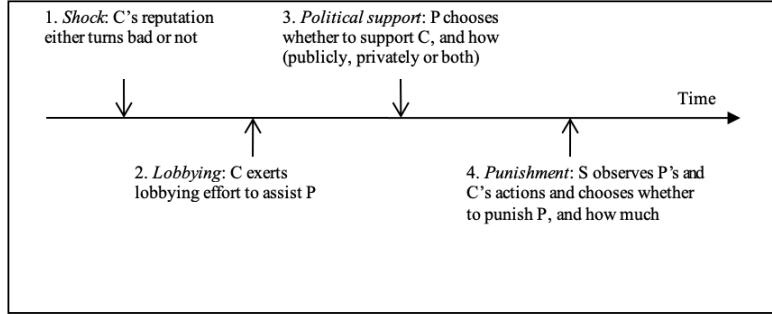 1. Shock: C's reputation
either turns bad or not
3. Political support: P chooses
whether to support C, and how
(publicly, privately or both)
Time
2. Lobbying: C exerts
lobbying effort to assist P
4. Punishment: S observes P's and
C's actions and chooses whether
to punish P, and how much